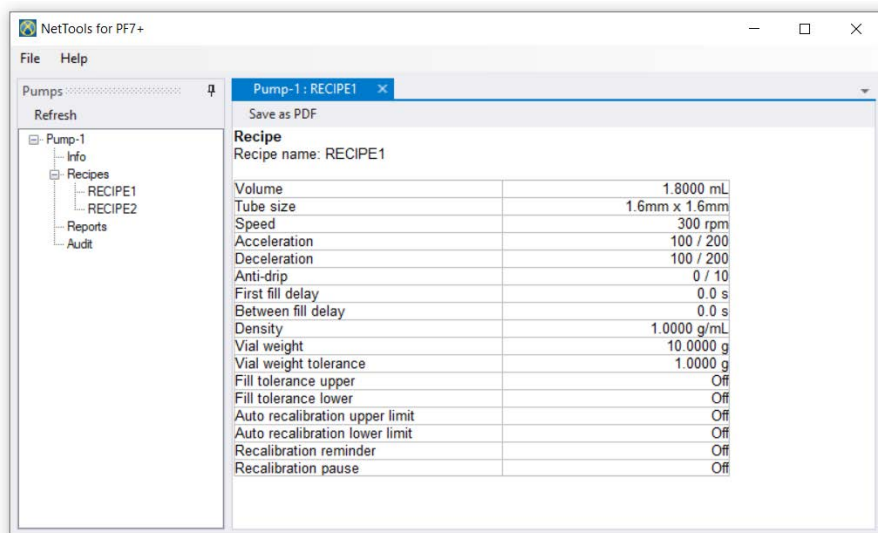 NetTools for PF7+
File Help
Pumps
Refresh
Pump-1
Info
Recipes
RECIPE1
RECIPE2
Reports
Audit
Pump-1 : RECIPE1
Save as PDF
Recipe
Recipe name: RECIPE1
Volume 1.8000 mL
Tube size 1.6mm x 1.6mm
Speed 300 rpm
Acceleration 100 / 200
Deceleration 100 / 200
Anti-drip 0 / 10
First fill delay 0.0 s
Between fill delay 0.0 s
Density 1.0000 g/mL
Vial weight 10.0000 g
Vial weight tolerance 1.0000 g
Fill tolerance upper Off
Fill tolerance lower Off
Auto recalibration upper limit Off
Auto recalibration lower limit Off
Recalibration reminder Off
Recalibration pause Off